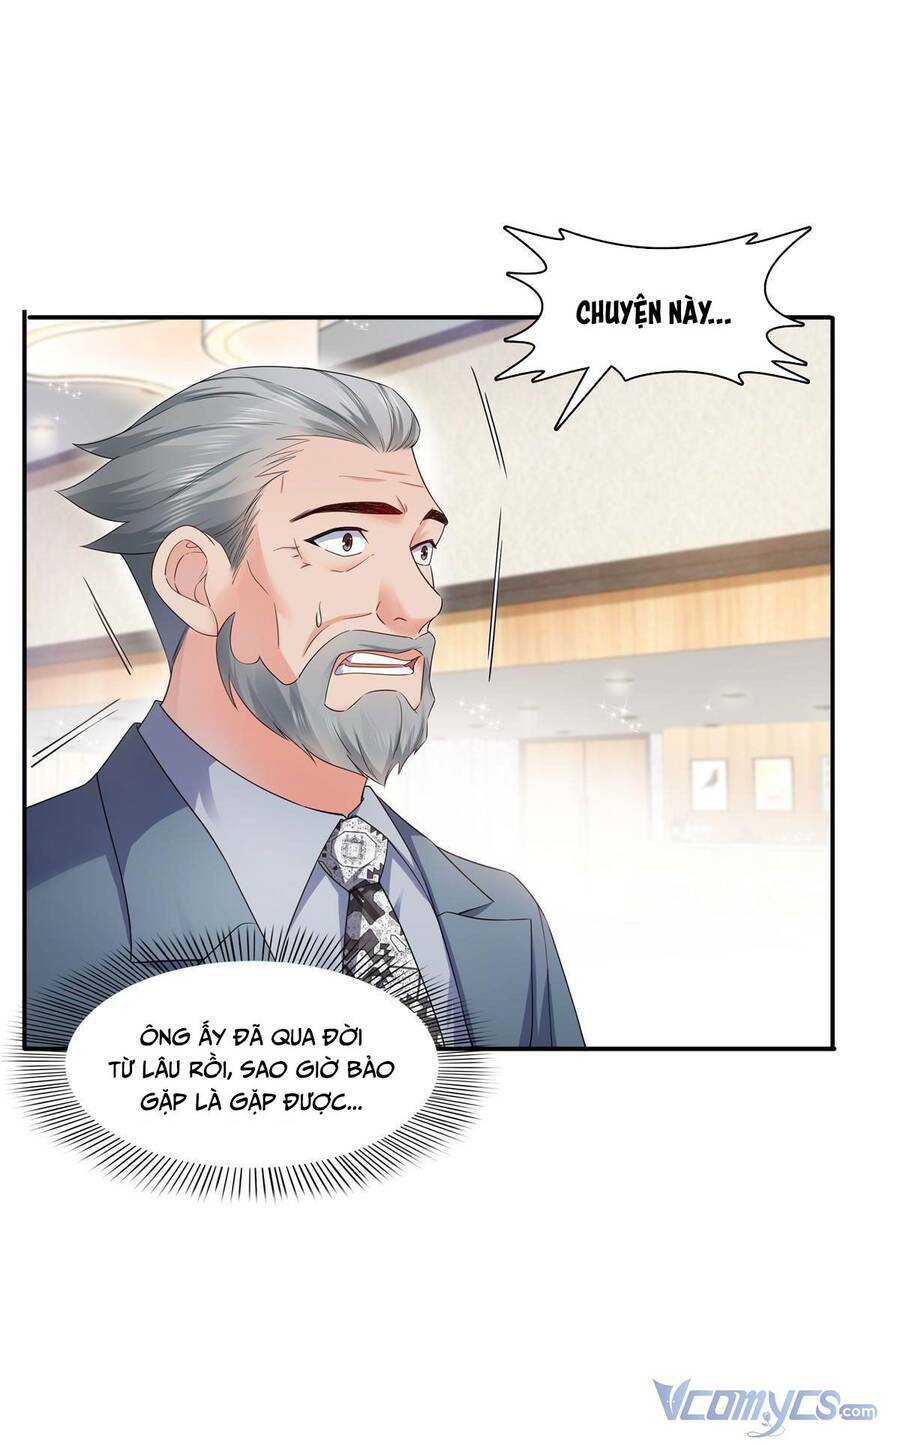 CHUYỆN NÀY...
ÔNG ẤY ĐÃ QUA ĐỜI
TỪ LÂU RỒI, SAO GIỜ BẢO
GẶP LÀ GẶP ĐƯỢC...
VCOMYCS.com